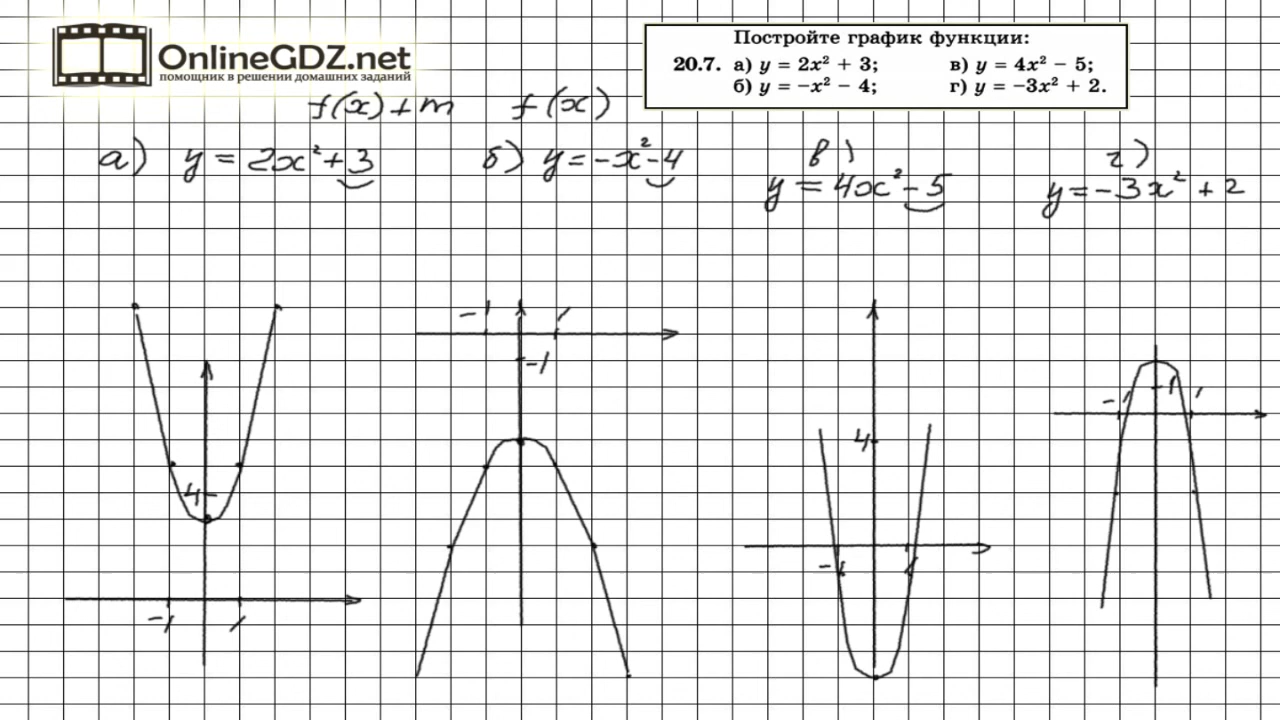 OnlineGDZ.net
помощник в решении домашних заданий
Постройте график функции:
20.7. а) y = 2x² + 3; в) y = 4x² − 5;
б) y = −x² − 4; г) y = −3x² + 2.
f(x)+m f(x)
а) y = 2x²+3 б) y = −x²−4 в) y = 4x²−5 г) y = −3x² + 2
-1 1
-1
4
-1 1
4
-1 1
-1 1
1